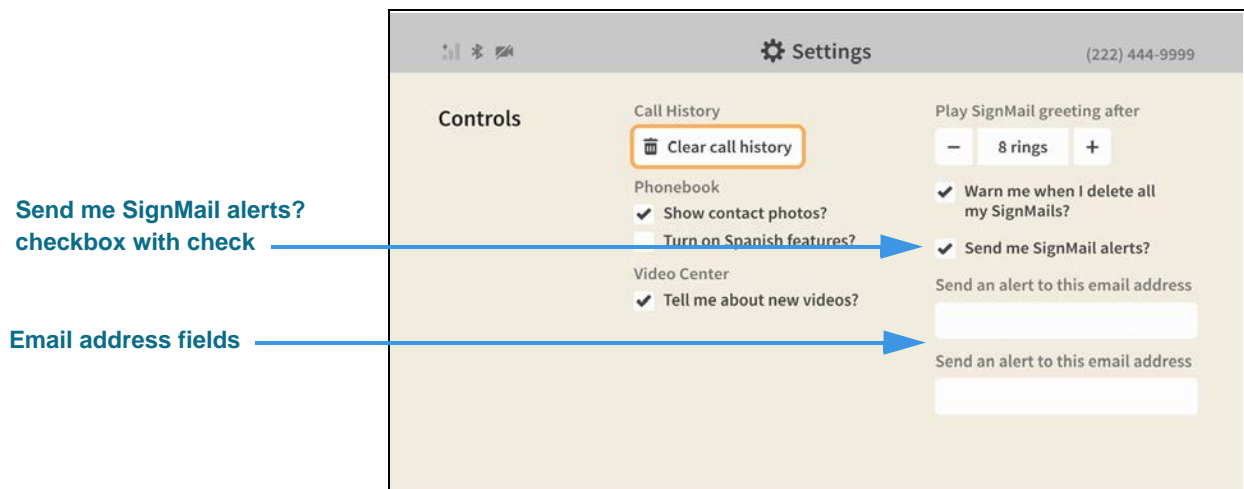 Settings
(222) 444-9999
Controls
Call History
Clear call history
Phonebook
Show contact photos?
Turn on Spanish features?
Video Center
Tell me about new videos?
Play SignMail greeting after
− 8 rings +
Warn me when I delete all
my SignMails?
Send me SignMail alerts?
Send an alert to this email address
Send an alert to this email address
Send me SignMail alerts?
checkbox with check
Email address fields